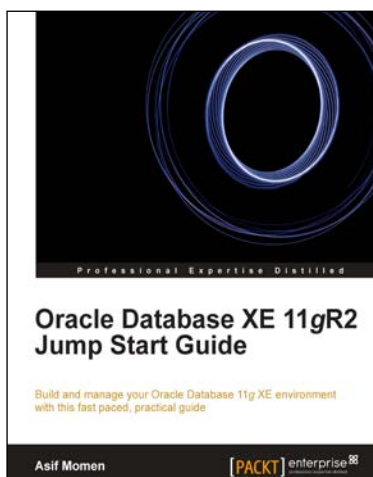 Professional Expertise Distilled
Oracle Database XE 11gR2
Jump Start Guide
Build and manage your Oracle Database 11g XE environment
with this fast paced, practical guide
Asif Momen
[PACKT] enterprise